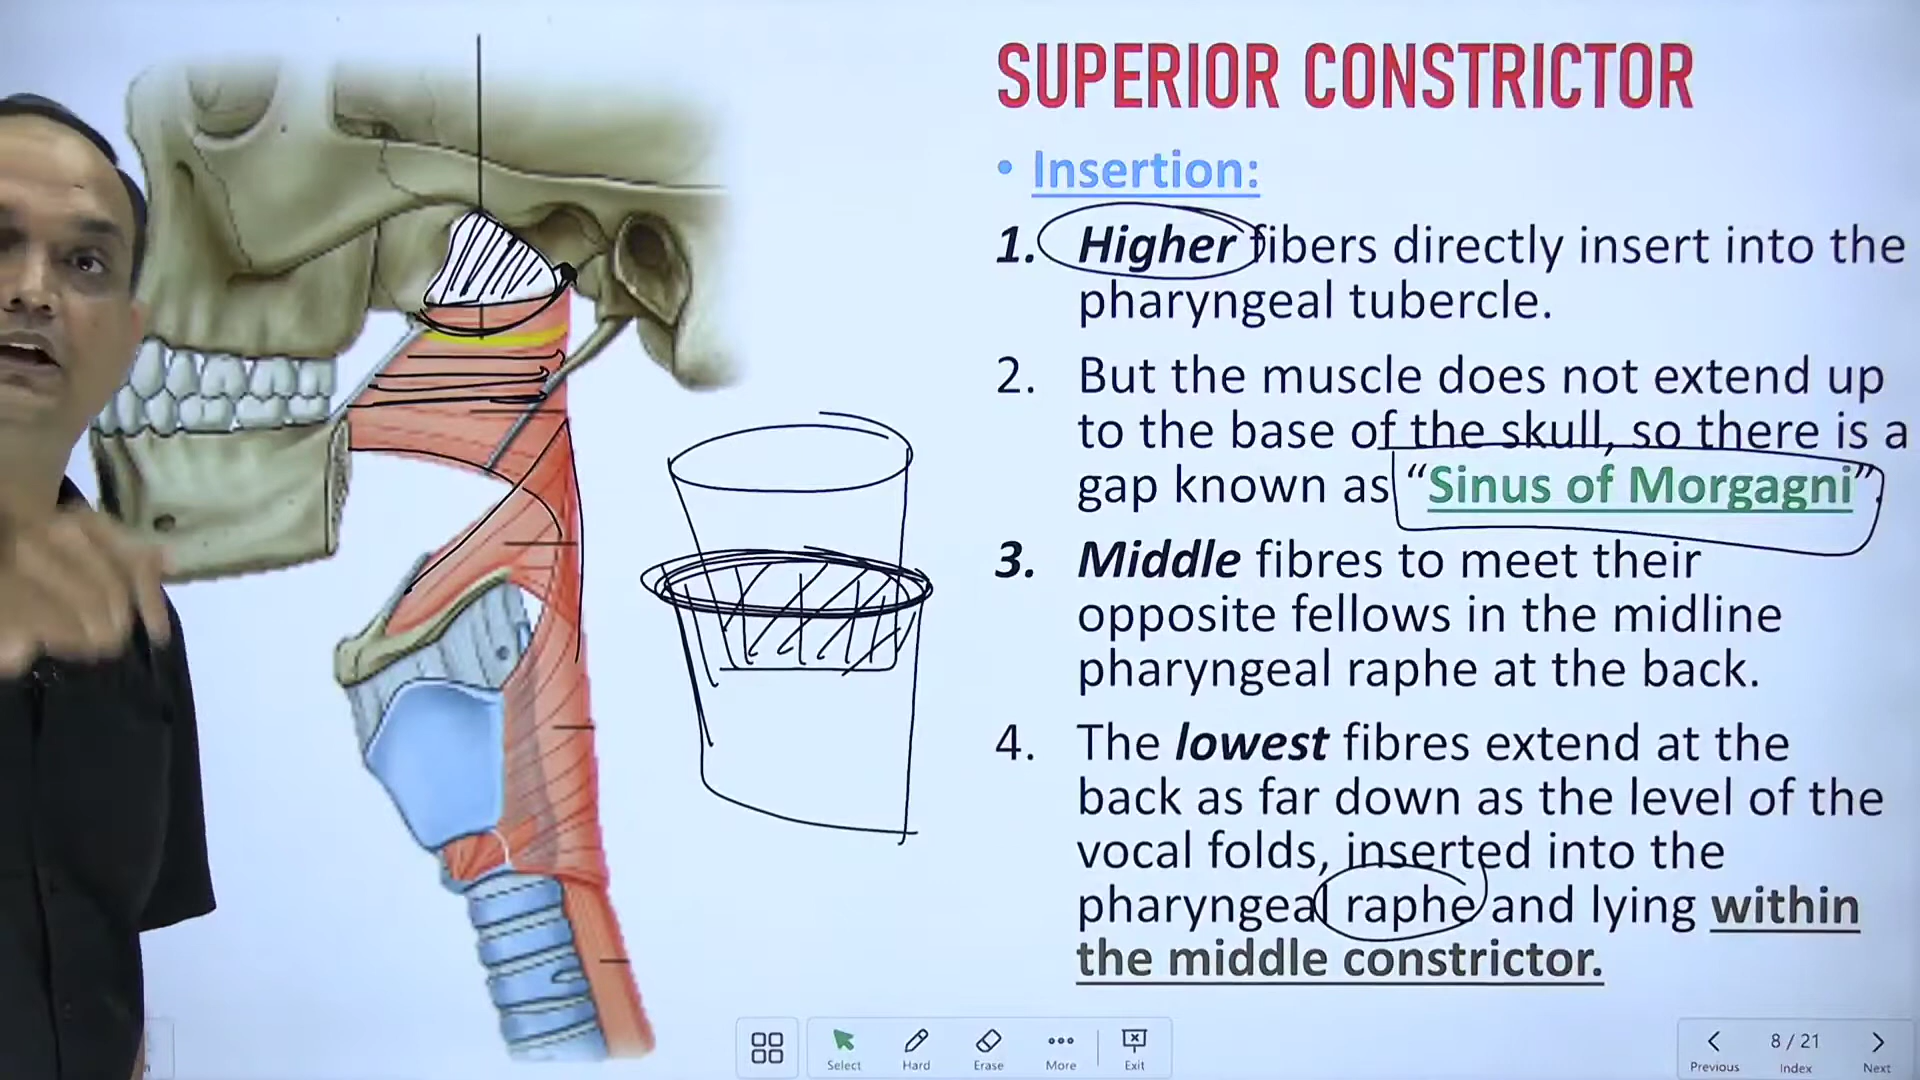 SUPERIOR CONSTRICTOR
• Insertion:
1. Higher fibers directly insert into the
pharyngeal tubercle.
2. But the muscle does not extend up
to the base of the skull, so there is a
gap known as “Sinus of Morgagni”.
3. Middle fibres to meet their
opposite fellows in the midline
pharyngeal raphe at the back.
4. The lowest fibres extend at the
back as far down as the level of the
vocal folds, inserted into the
pharyngeal raphe and lying within
the middle constrictor.
Select Hard Erase More Exit
8 / 21
Previous Index Next